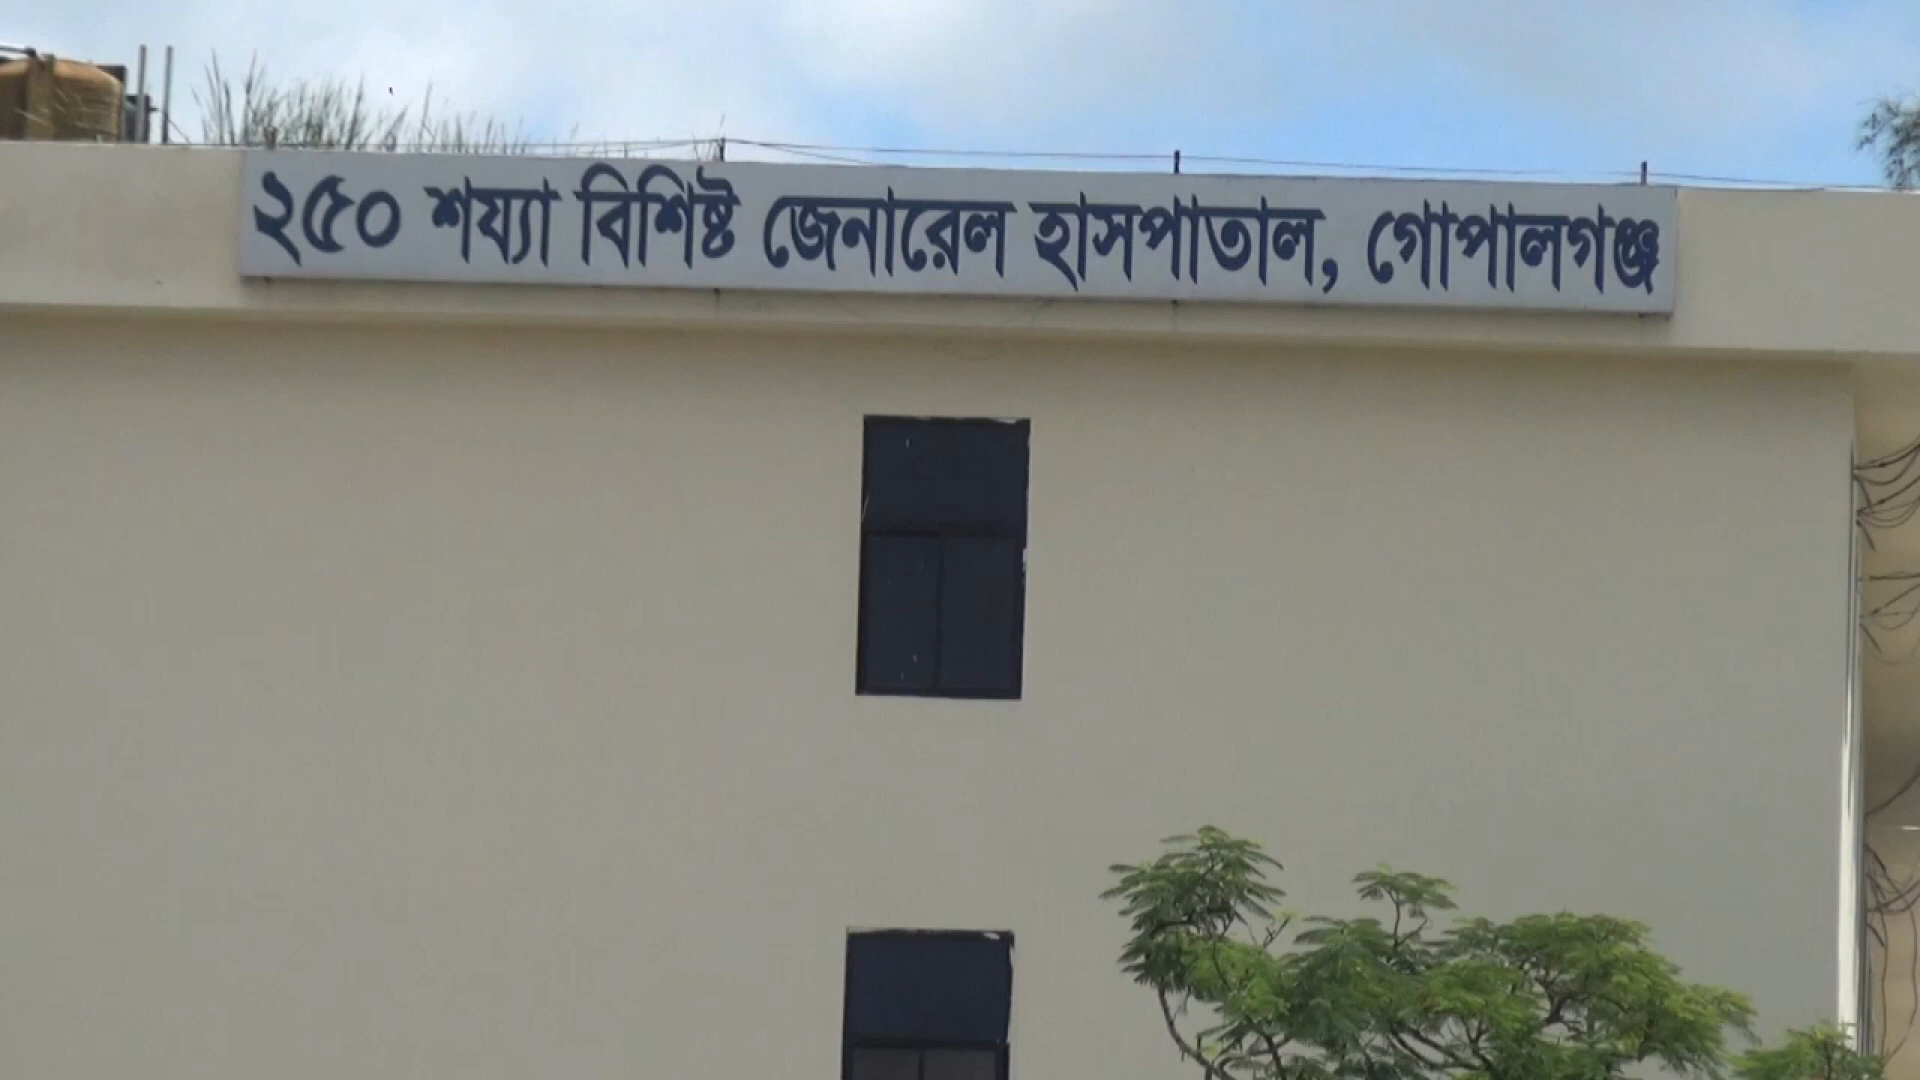 ২৫০ শয্যা বিশিষ্ট জেনারেল হাসপাতাল, গোপালগঞ্জ